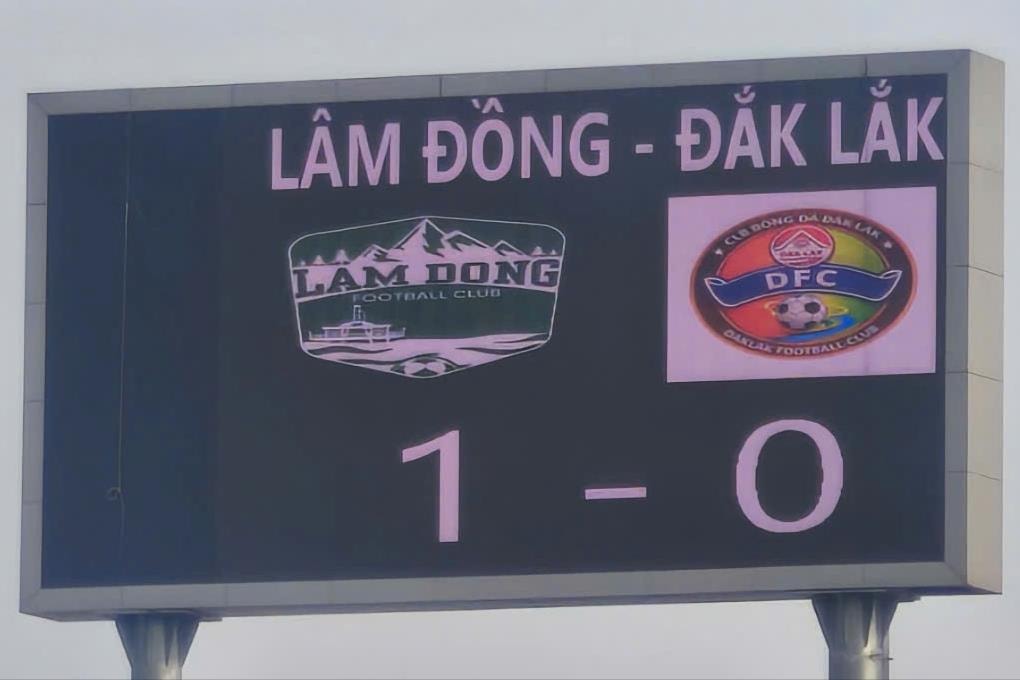 LÂM ĐỒNG - ĐẮK LẮK
LAM DONG
FOOTBALL CLUB
CLB BÓNG ĐÁ ĐẮK LẮK
DFC
DAKLAK FOOTBALL CLUB
1 - 0